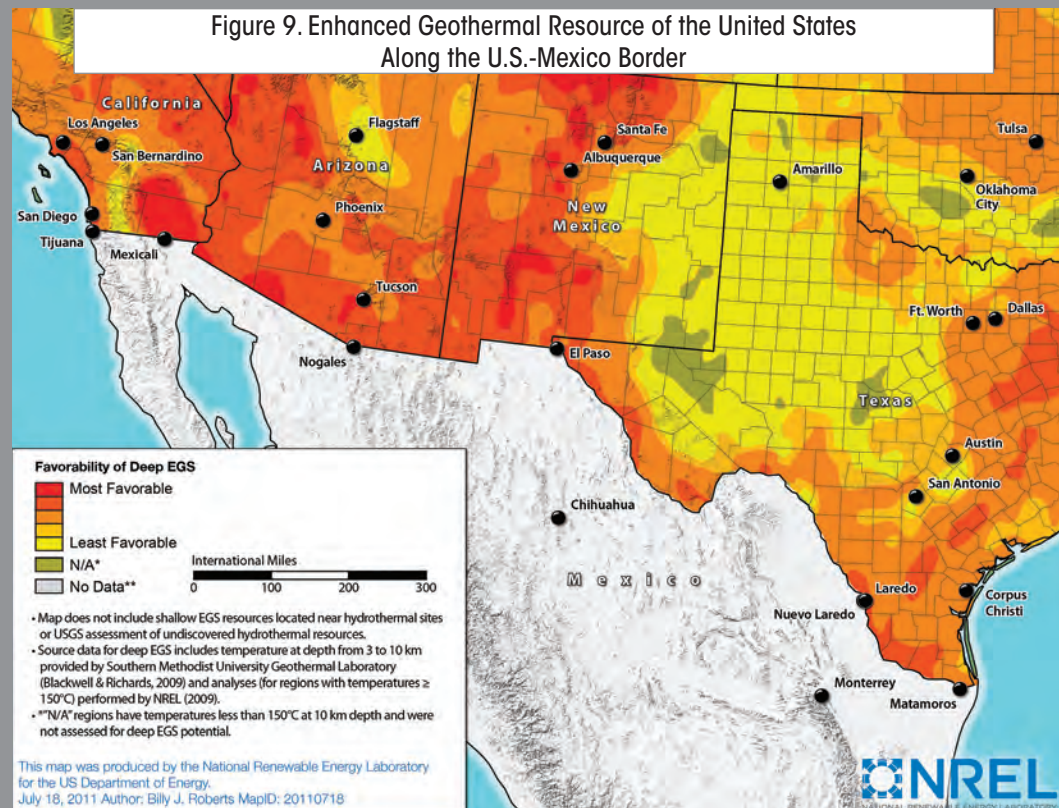 Figure 9. Enhanced Geothermal Resource of the United States
Along the U.S.-Mexico Border
California
Los Angeles
San Bernardino
San Diego
Tijuana
Mexicali
Flagstaff
Arizona
Phoenix
Tucson
Nogales
Santa Fe
Albuquerque
New
Mexico
El Paso
Amarillo
Tulsa
Oklahoma
City
Ft. Worth
Dallas
Texas
Austin
San Antonio
Chihuahua
Mexico
Laredo
Nuevo Laredo
Corpus
Christi
Monterrey
Matamoros
Favorability of Deep EGS
Most Favorable
Least Favorable
N/A*
No Data**
International Miles
0 100 200 300
• Map does not include shallow EGS resources located near hydrothermal sites
or USGS assessment of undiscovered hydrothermal resources.
• Source data for deep EGS includes temperature at depth from 3 to 10 km
provided by Southern Methodist University Geothermal Laboratory
(Blackwell & Richards, 2009) and analyses (for regions with temperatures ≥
150°C) performed by NREL (2009).
• *"N/A" regions have temperatures less than 150°C at 10 km depth and were
not assessed for deep EGS potential.
This map was produced by the National Renewable Energy Laboratory
for the US Department of Energy.
July 18, 2011 Author: Billy J. Roberts MapID: 20110718
NREL
NATIONAL RENEWABLE ENERGY LABORATORY